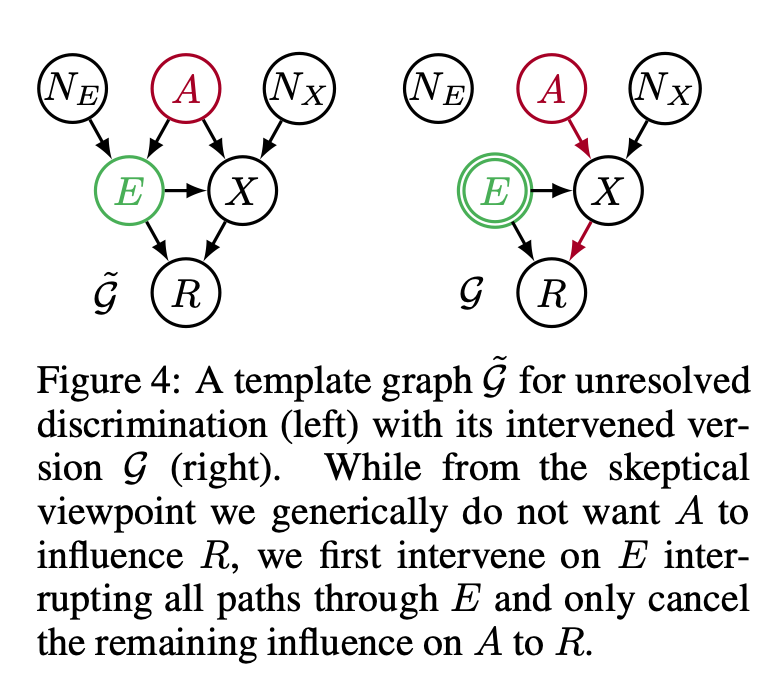 N_E A N_X N_E A N_X
E X E X
G̃ R G R
Figure 4: A template graph G̃ for unresolved
discrimination (left) with its intervened ver-
sion G (right). While from the skeptical
viewpoint we generically do not want A to
influence R, we first intervene on E inter-
rupting all paths through E and only cancel
the remaining influence on A to R.